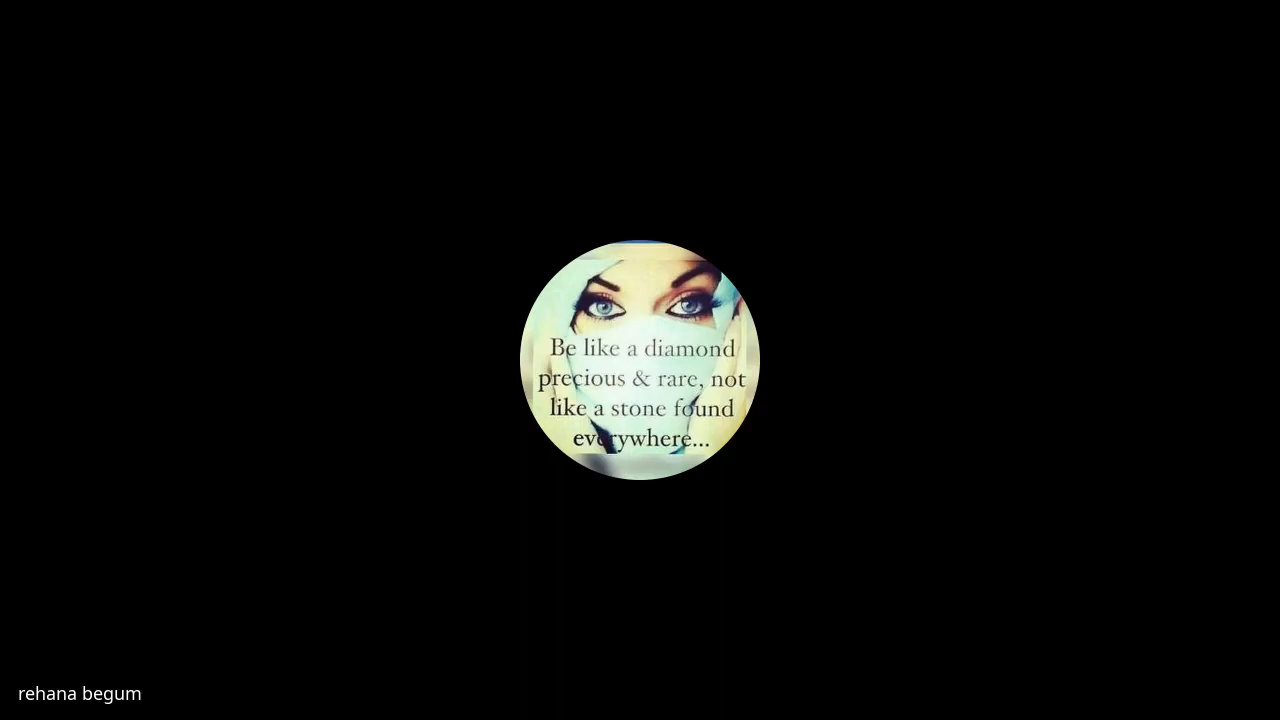 Be like a diamond
precious & rare, not
like a stone found
everywhere...
rehana begum